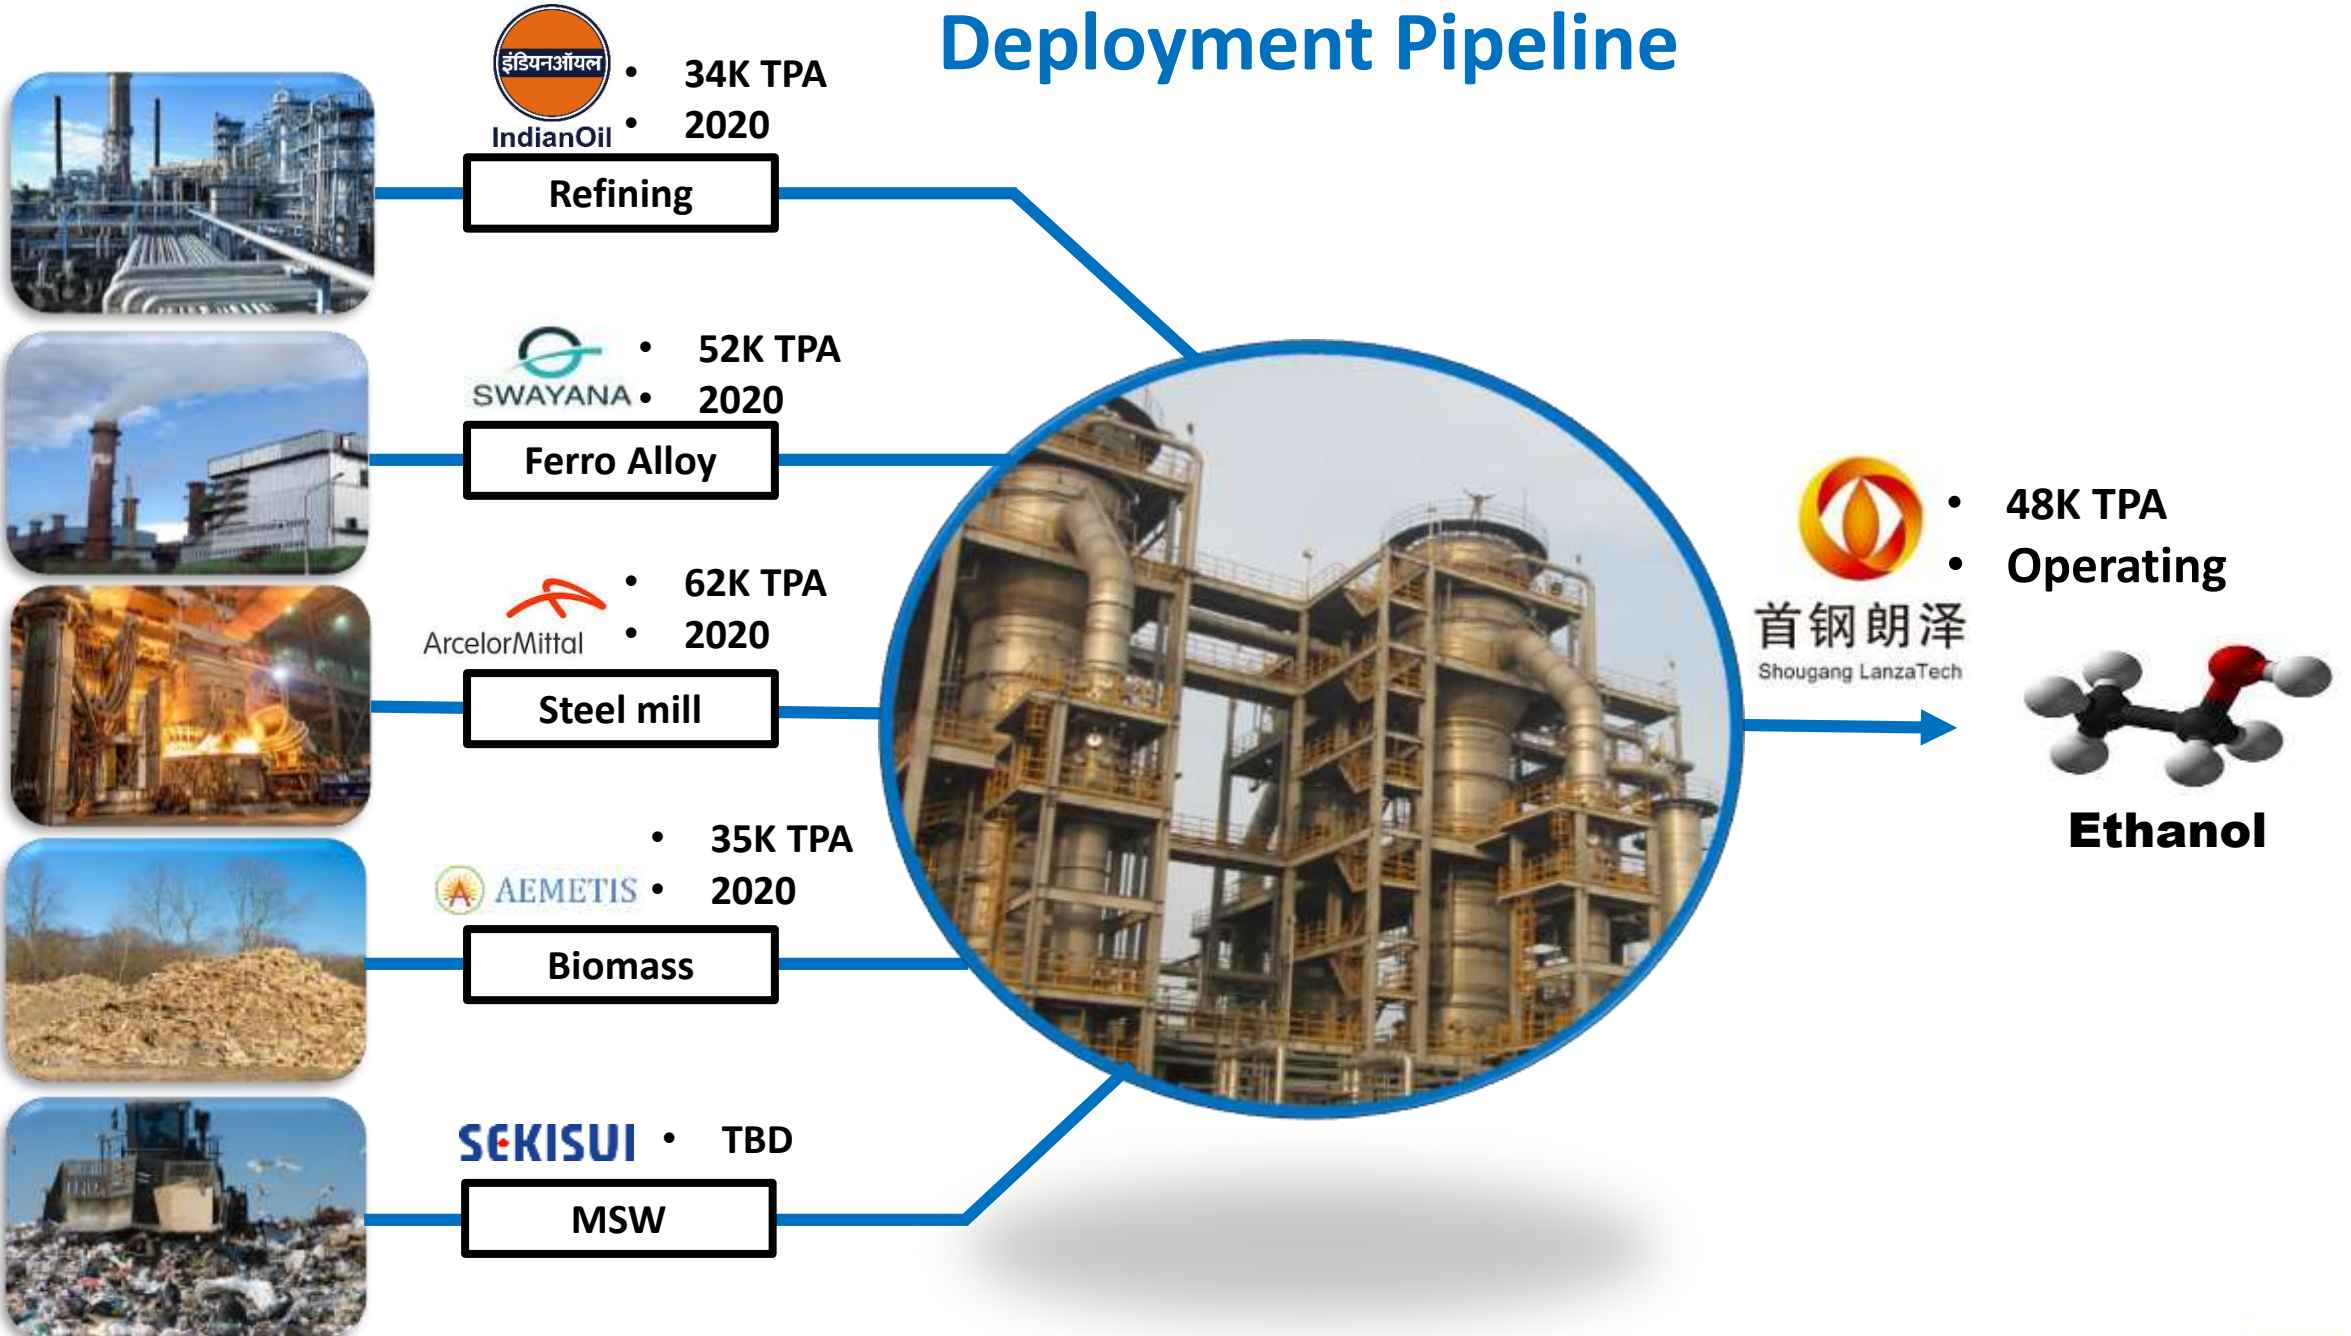 Deployment Pipeline
इंडियनऑयल
IndianOil
• 34K TPA
• 2020
Refining
SWAYANA
• 52K TPA
• 2020
Ferro Alloy
ArcelorMittal
• 62K TPA
• 2020
Steel mill
AEMETIS
• 35K TPA
• 2020
Biomass
SEKISUI
• TBD
MSW
首钢朗泽
Shougang LanzaTech
• 48K TPA
• Operating
Ethanol